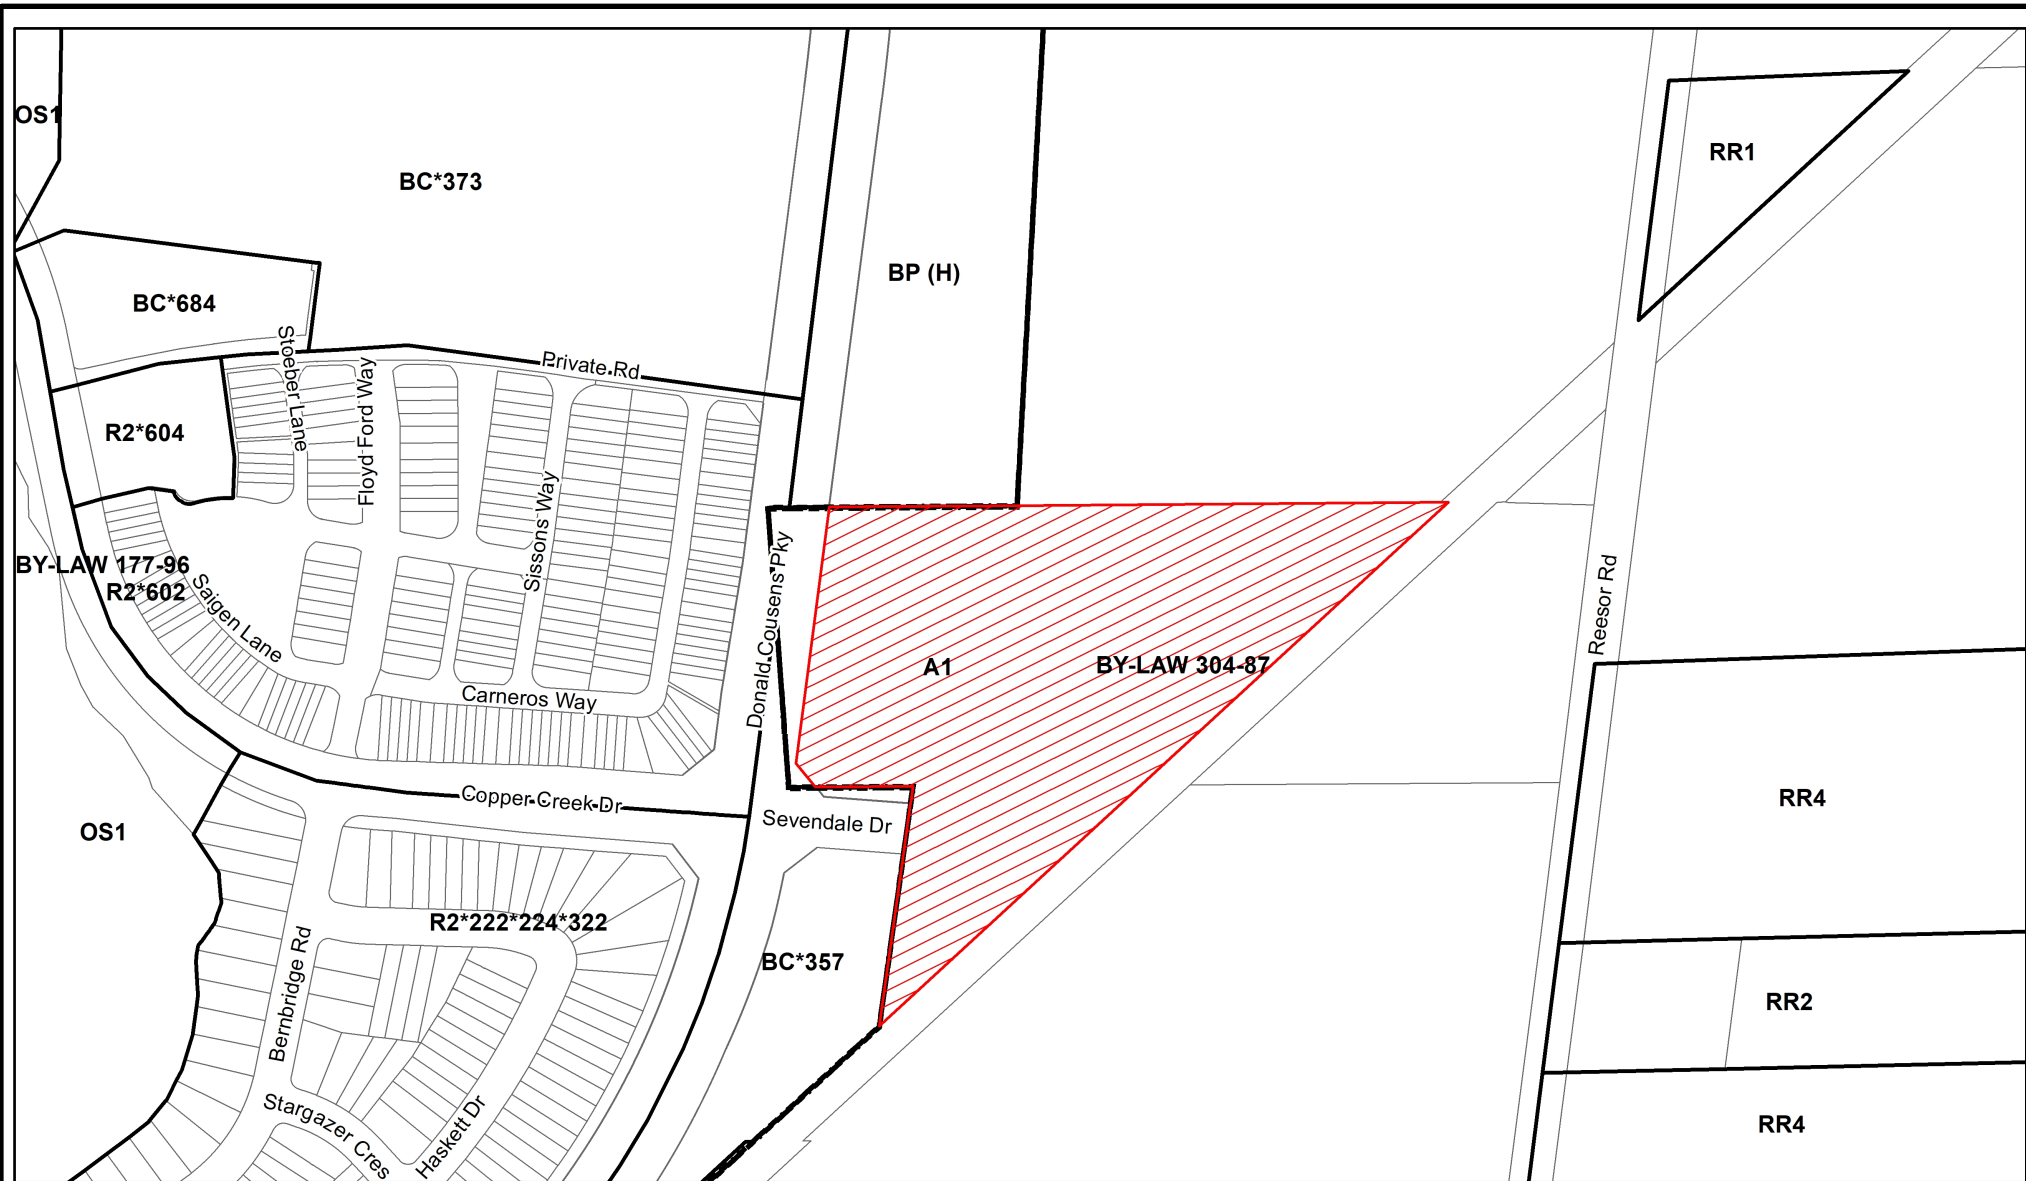 OS1
BC*373
RR1
BP (H)
BC*684
Stoeber Lane
Private Rd
Floyd Ford Way
R2*604
Sissons Way
BY-LAW 177-96
R2*602
Saigen Lane
Donald Cousens Pky
Reesor Rd
A1
BY-LAW 304-87
Carneros Way
Copper Creek Dr
Sevendale Dr
RR4
OS1
R2*222*224*322
BC*357
Bernbridge Rd
RR2
Stargazer Cres
Haskett Dr
RR4